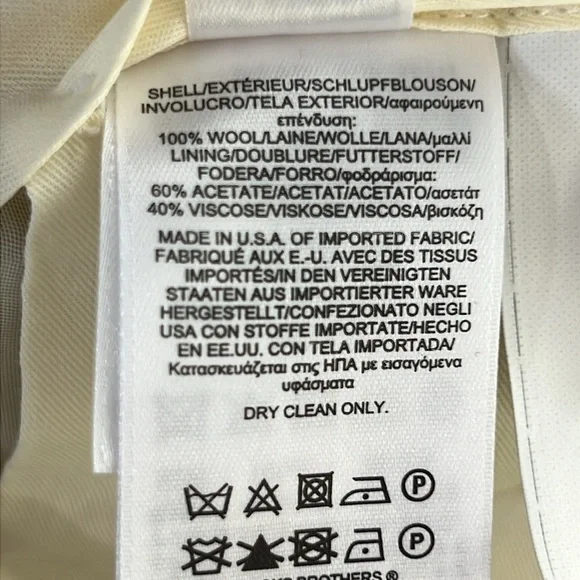 SHELL/EXTÉRIEUR/SCHLUPFBLOUSON/
INVOLUCRO/TELA EXTERIOR/αφαιρούμενη
επένδυση:
100% WOOL/LAINE/WOLLE/LANA/μαλλί
LINING/DOUBLURE/FUTTERSTOFF/
FODERA/FORRO/φοδράρισμα:
60% ACETATE/ACETAT/ACETATO/ασετάτ
40% VISCOSE/VISKOSE/VISCOSA/βισκόζη
MADE IN U.S.A. OF IMPORTED FABRIC/
FABRIQUÉ AUX E.-U. AVEC DES TISSUS
IMPORTÉS/IN DEN VEREINIGTEN
STAATEN AUS IMPORTIERTER WARE
HERGESTELLT/CONFEZIONATO NEGLI
USA CON STOFFE IMPORTATE/HECHO
EN EE.UU. CON TELA IMPORTADA/
Κατασκευάζεται στις ΗΠΑ με εισαγόμενα
υφάσματα
DRY CLEAN ONLY.
P
P
BROTHERS ®